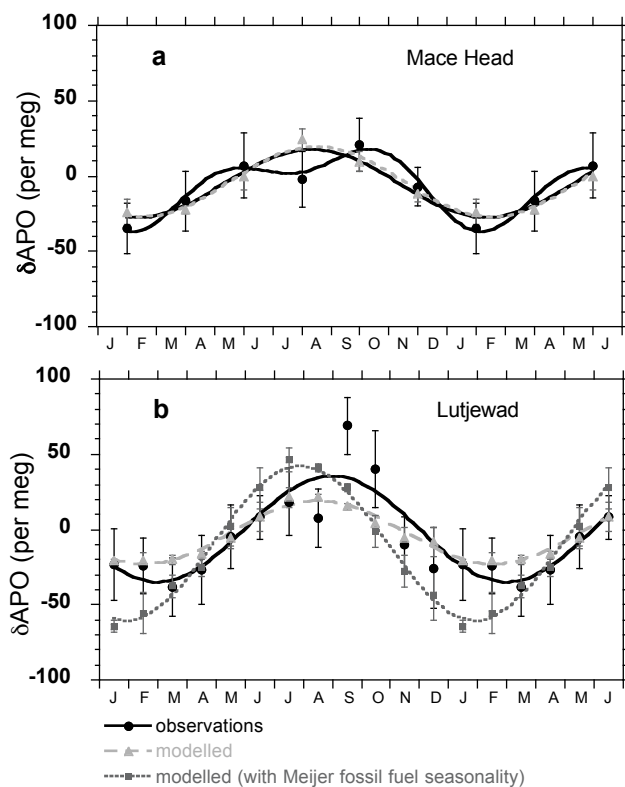 100
a
Mace Head
50
0
-50
-100
δAPO (per meg)
J F M A M J J A S O N D J F M A M J
100
b
Lutjewad
50
0
-50
-100
δAPO (per meg)
J F M A M J J A S O N D J F M A M J
observations
modelled
modelled (with Meijer fossil fuel seasonality)